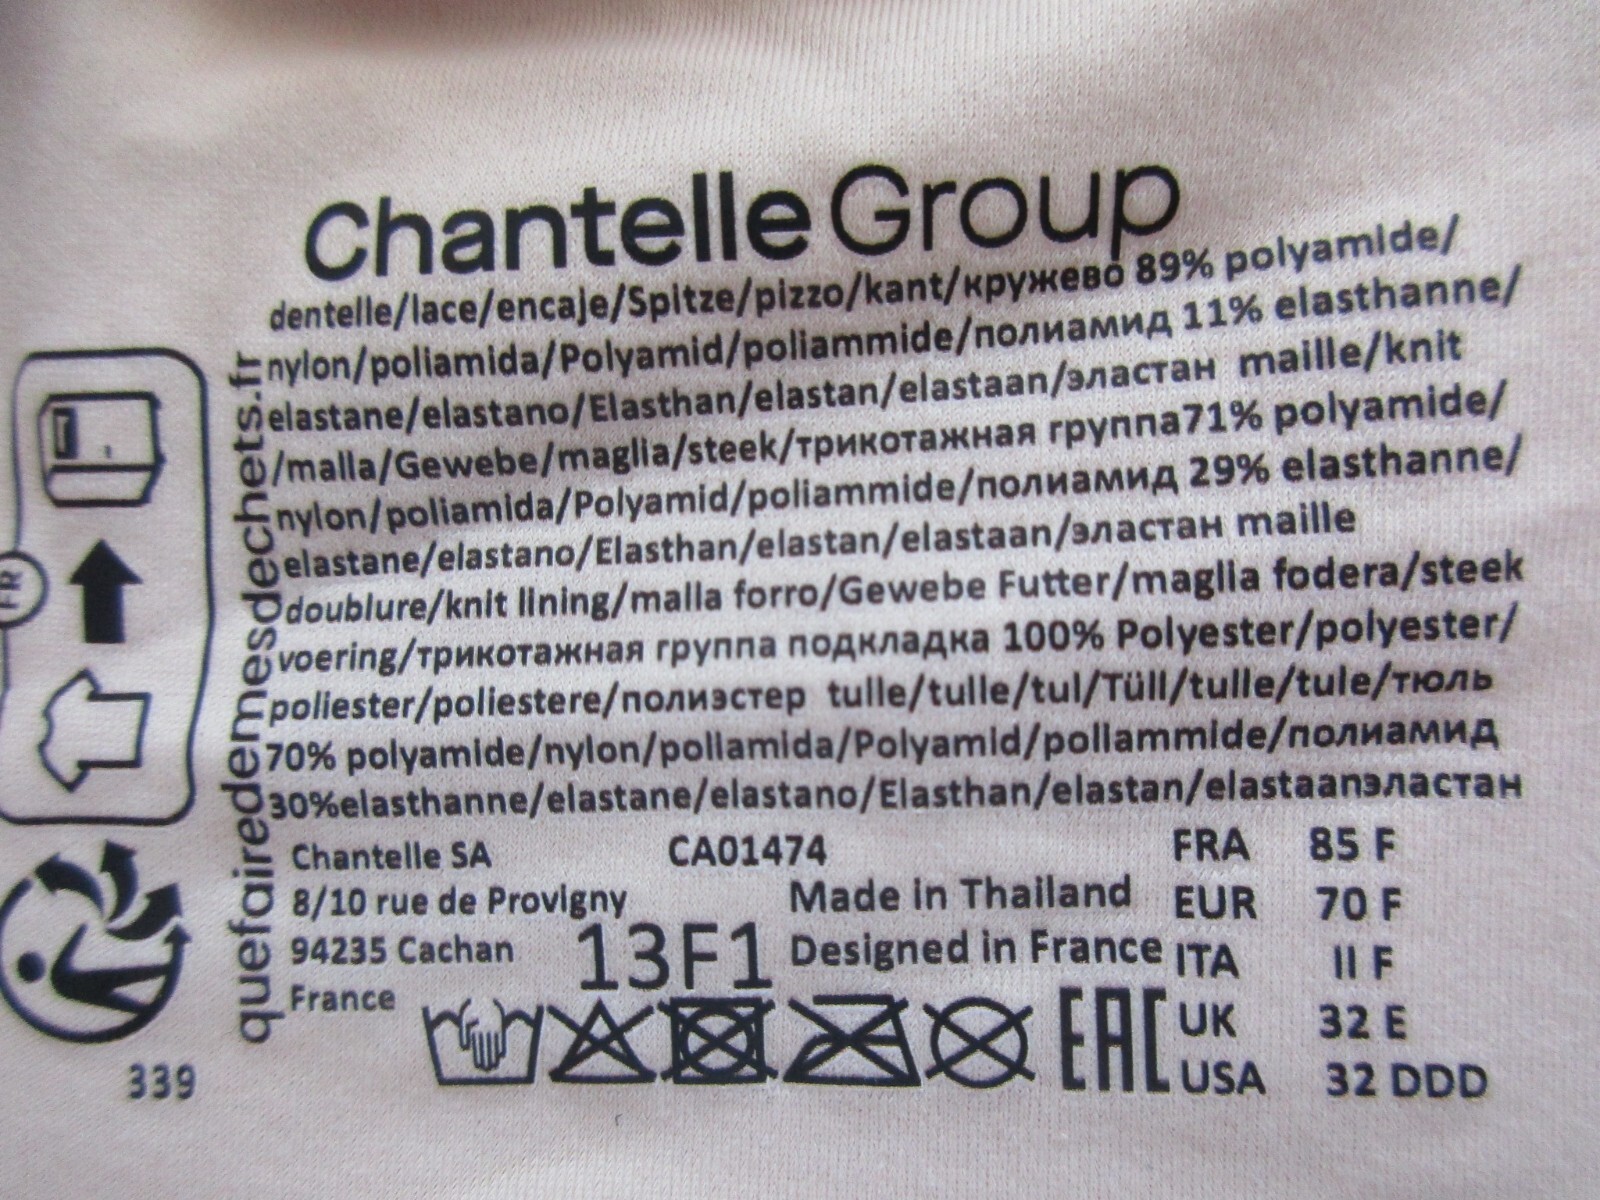 Chantelle Group
dentelle/lace/encaje/Spitze/pizzo/kant/кружево 89% polyamide/
nylon/poliamida/Polyamid/poliammide/полиамид 11% elasthanne/
elastane/elastano/Elasthan/elastan/elastaan/эластан maille/knit
/malla/Gewebe/maglia/steek/трикотажная группа71% polyamide/
nylon/poliamida/Polyamid/poliammide/полиамид 29% elasthanne/
elastane/elastano/Elasthan/elastan/elastaan/эластан maille
doublure/knit lining/malla forro/Gewebe Futter/maglia fodera/steek
voering/трикотажная группа подкладка 100% Polyester/polyester/
poliester/poliestere/полиэстер tulle/tulle/tul/Tüll/tulle/tule/тюль
70% polyamide/nylon/poliamida/Polyamid/poliammide/полиамид
30%elasthanne/elastane/elastano/Elasthan/elastan/elastaanэластан
Chantelle SA
8/10 rue de Provigny
94235 Cachan
France
CA01474
13F1
Made in Thailand
Designed in France
FRA 85 F
EUR 70 F
ITA II F
UK 32 E
USA 32 DDD
EAC
quefairedemesdechets.fr
FR
339